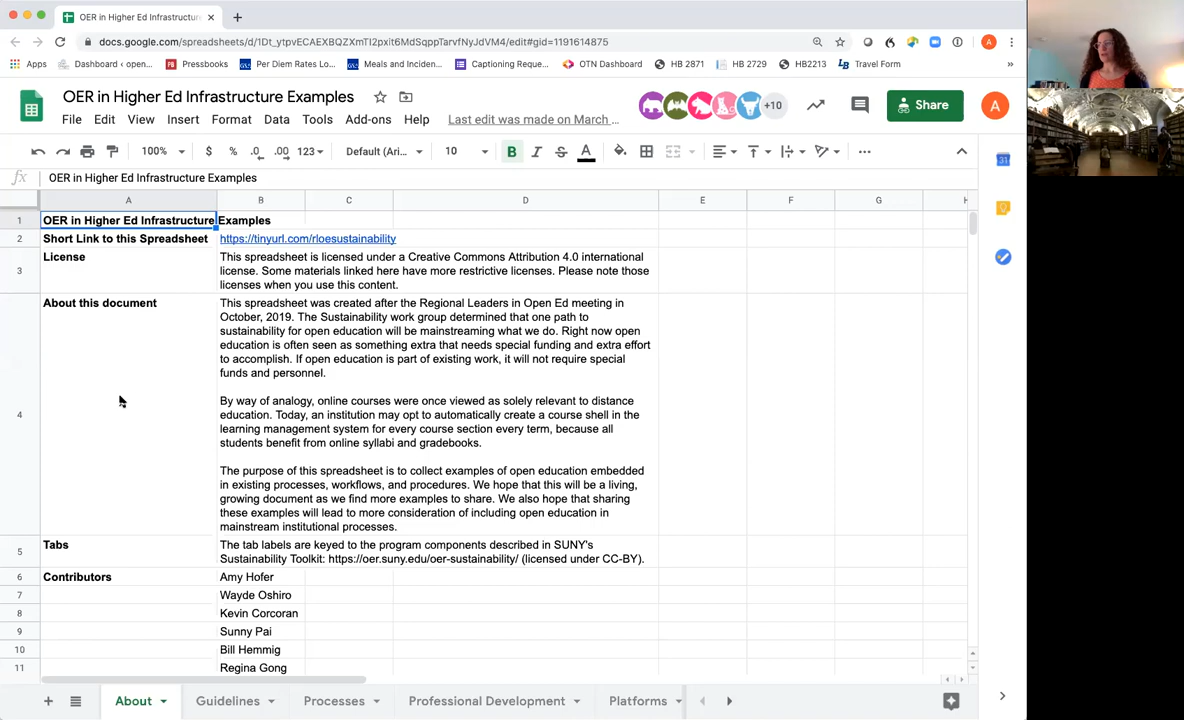 OER in Higher Ed Infrastructure
docs.google.com/spreadsheets/d/1Dt_ytpvECAEXBQZXmTI2pxit6MdSqppTarvfNyJdVM4/edit#gid=1191614875
Apps Dashboard ‹ open... Pressbooks Per Diem Rates Lo... Meals and Inciden... Captioning Reque... OTN Dashboard HB 2871 HB 2729 HB2213 Travel Form »
OER in Higher Ed Infrastructure Examples
+10 Share A
File Edit View Insert Format Data Tools Add-ons Help Last edit was made on March ...
100% $ % .0 .00 123 Default (Ari... 10 B I S A
fx OER in Higher Ed Infrastructure Examples
A B C D E F G H
1 OER in Higher Ed Infrastructure Examples
2 Short Link to this Spreadsheet https://tinyurl.com/rloesustainability
License This spreadsheet is licensed under a Creative Commons Attribution 4.0 international
3 license. Some materials linked here have more restrictive licenses. Please note those
licenses when you use this content.
About this document This spreadsheet was created after the Regional Leaders in Open Ed meeting in
October, 2019. The Sustainability work group determined that one path to
sustainability for open education will be mainstreaming what we do. Right now open
education is often seen as something extra that needs special funding and extra effort
to accomplish. If open education is part of existing work, it will not require special
funds and personnel.
By way of analogy, online courses were once viewed as solely relevant to distance
4 education. Today, an institution may opt to automatically create a course shell in the
learning management system for every course section every term, because all
students benefit from online syllabi and gradebooks.
The purpose of this spreadsheet is to collect examples of open education embedded
in existing processes, workflows, and procedures. We hope that this will be a living,
growing document as we find more examples to share. We also hope that sharing
these examples will lead to more consideration of including open education in
mainstream institutional processes.
Tabs The tab labels are keyed to the program components described in SUNY's
5 Sustainability Toolkit: https://oer.suny.edu/oer-sustainability/ (licensed under CC-BY).
6 Contributors Amy Hofer
7 Wayde Oshiro
8 Kevin Corcoran
9 Sunny Pai
10 Bill Hemmig
11 Regina Gong
About Guidelines Processes Professional Development Platforms